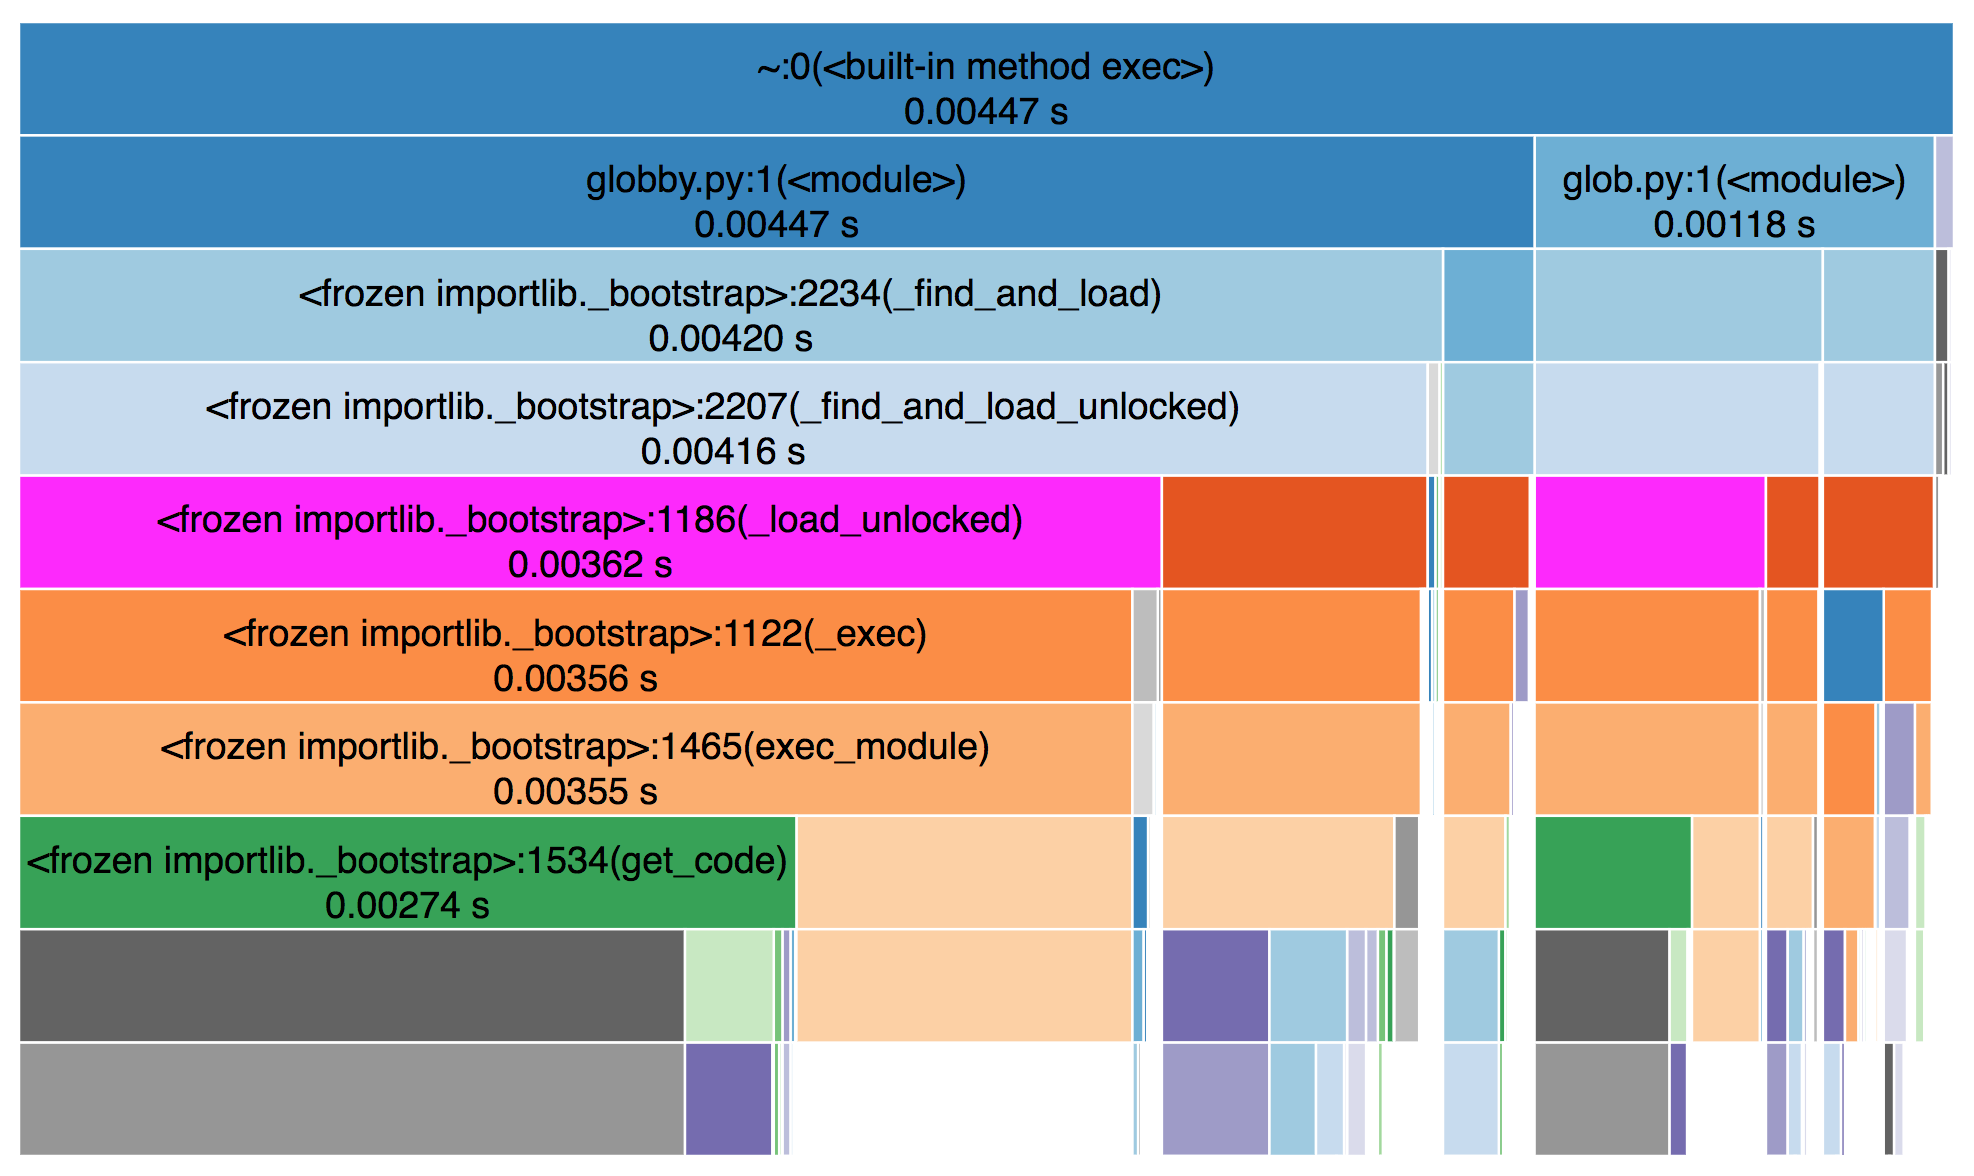 ~:0(<built-in method exec>)
0.00447 s
globby.py:1(<module>)
0.00447 s
glob.py:1(<module>)
0.00118 s
<frozen importlib._bootstrap>:2234(_find_and_load)
0.00420 s
<frozen importlib._bootstrap>:2207(_find_and_load_unlocked)
0.00416 s
<frozen importlib._bootstrap>:1186(_load_unlocked)
0.00362 s
<frozen importlib._bootstrap>:1122(_exec)
0.00356 s
<frozen importlib._bootstrap>:1465(exec_module)
0.00355 s
<frozen importlib._bootstrap>:1534(get_code)
0.00274 s